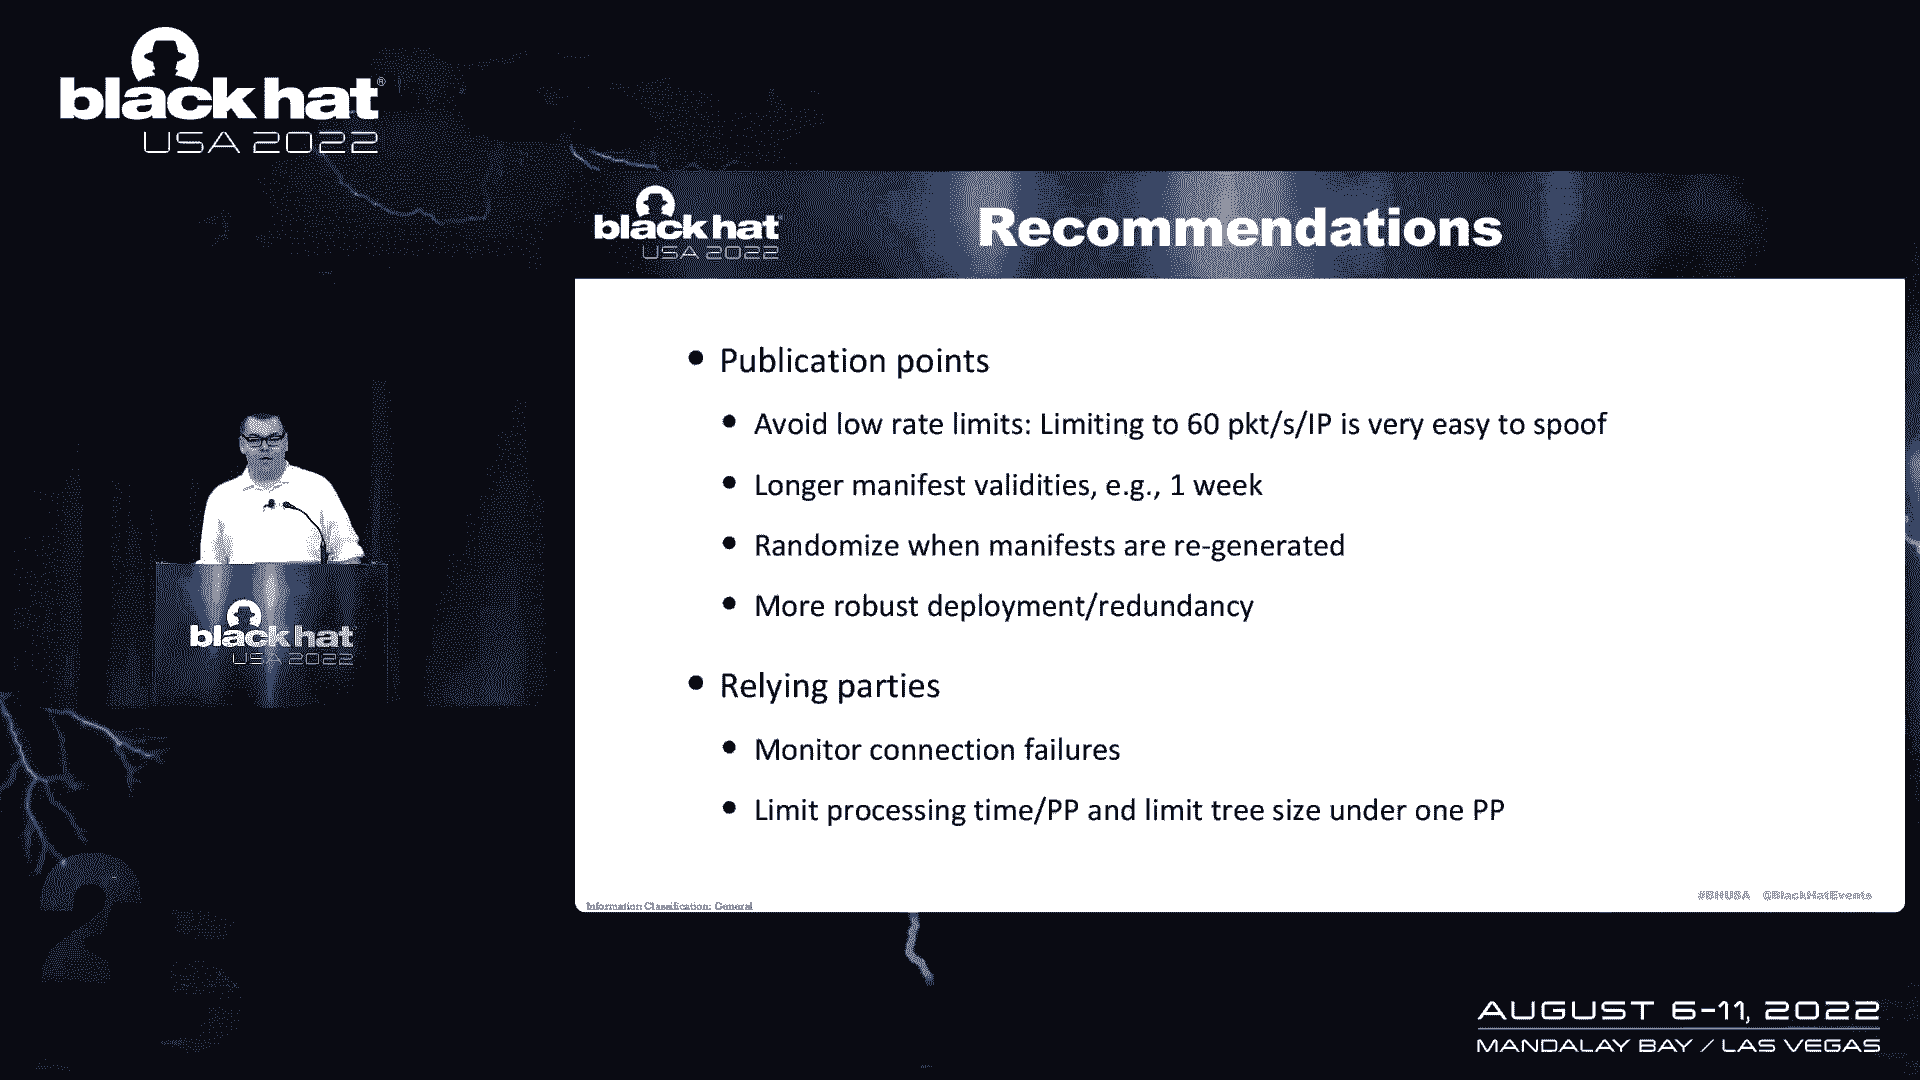 black hat®
USA 2022
black hat
USA 2022
Recommendations
• Publication points
• Avoid low rate limits: Limiting to 60 pkt/s/IP is very easy to spoof
• Longer manifest validities, e.g., 1 week
• Randomize when manifests are re-generated
• More robust deployment/redundancy
• Relying parties
• Monitor connection failures
• Limit processing time/PP and limit tree size under one PP
Information Classification: General
#BHUSA @BlackHatEvents
black hat
USA 2022
2
AUGUST 6-11, 2022
MANDALAY BAY / LAS VEGAS